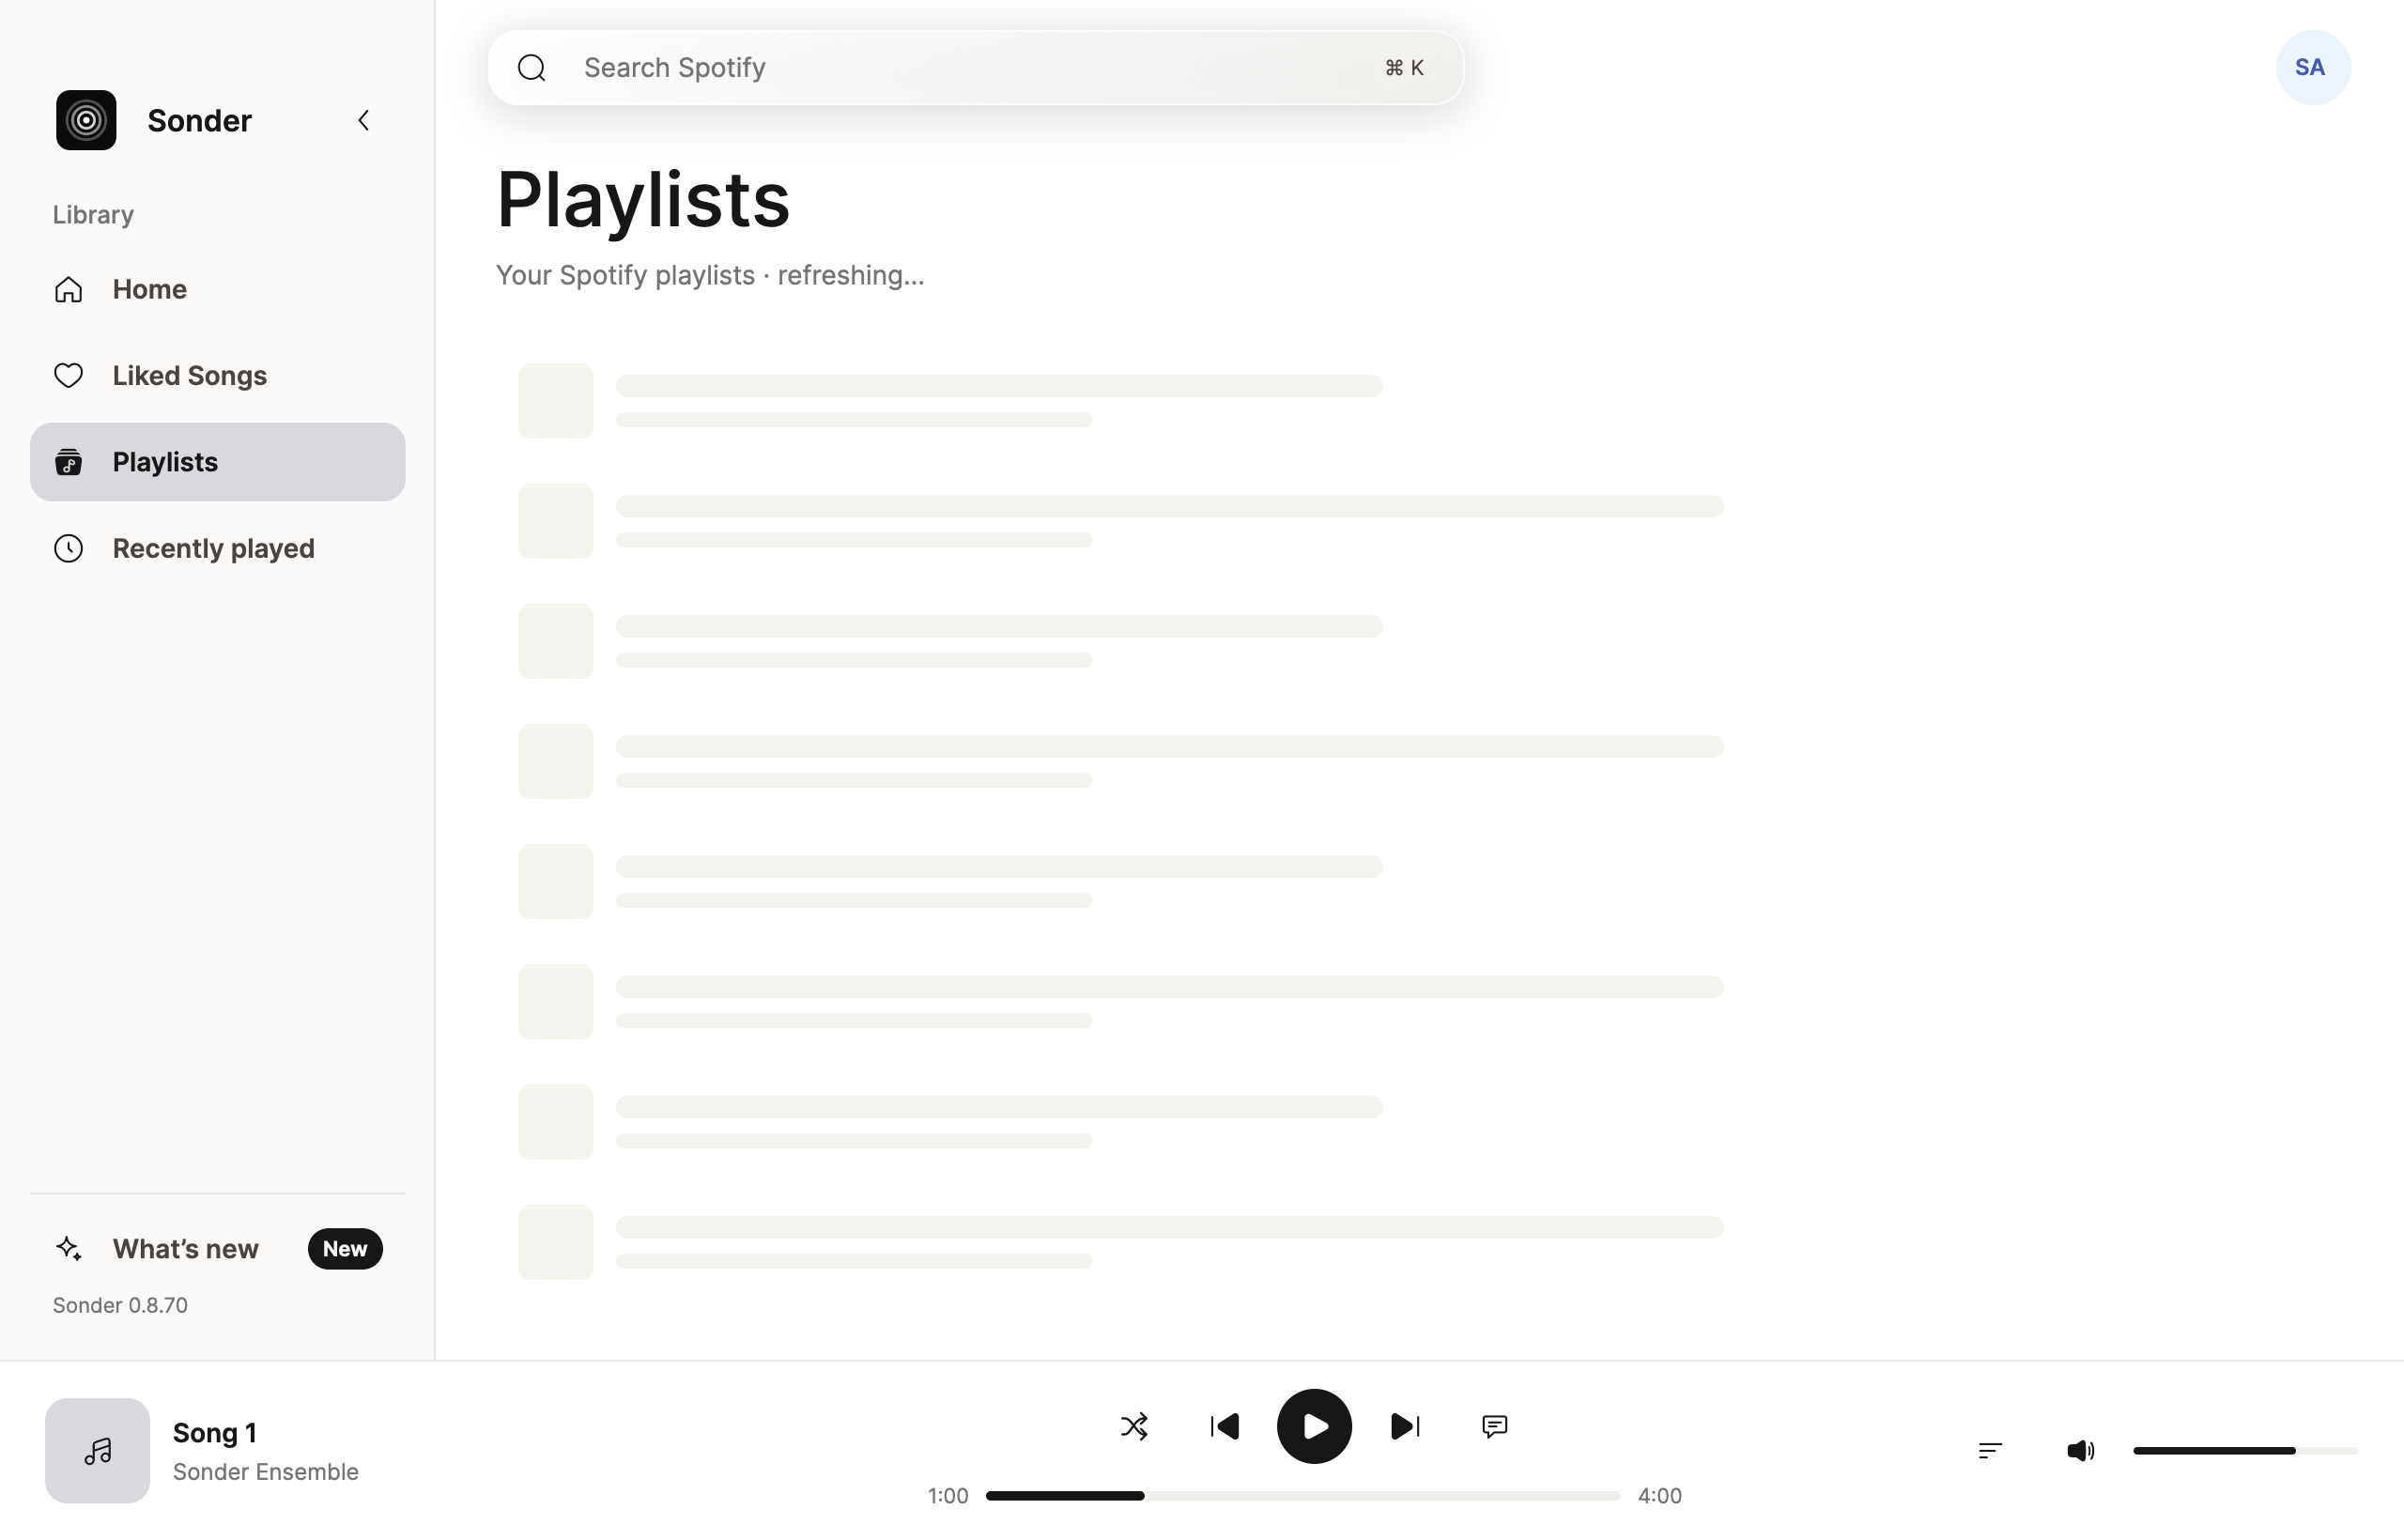 Search Spotify
⌘ K
SA
Sonder
Library
Home
Liked Songs
Playlists
Recently played
Playlists
Your Spotify playlists · refreshing...
What’s new
New
Sonder 0.8.70
Song 1
Sonder Ensemble
1:00
4:00